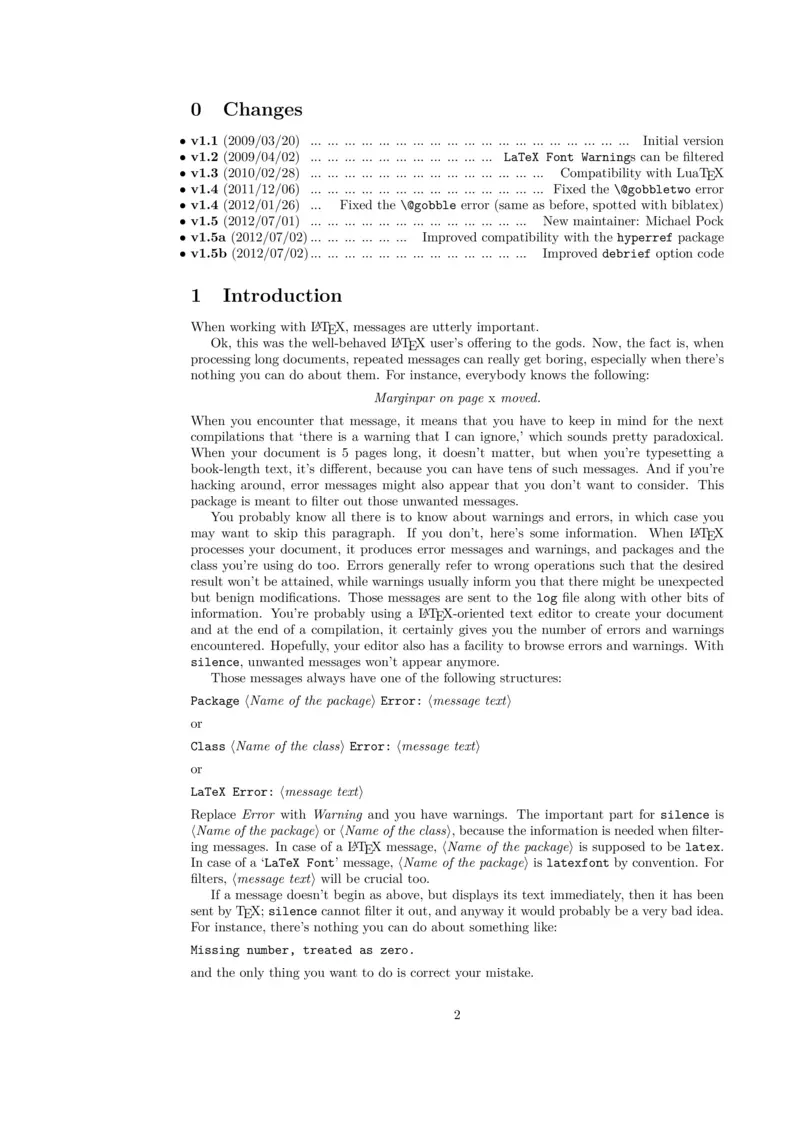 0 Changes
• v1.1 (2009/03/20) ... ... ... ... ... ... ... ... ... ... ... ... ... ... ... ... ... ... ... Initial version
• v1.2 (2009/04/02) ... ... ... ... ... ... ... ... ... ... ... LaTeX Font Warnings can be filtered
• v1.3 (2010/02/28) ... ... ... ... ... ... ... ... ... ... ... ... ... ... Compatibility with LuaTEX
• v1.4 (2011/12/06) ... ... ... ... ... ... ... ... ... ... ... ... ... ... Fixed the \@gobbletwo error
• v1.4 (2012/01/26) ... Fixed the \@gobble error (same as before, spotted with biblatex)
• v1.5 (2012/07/01) ... ... ... ... ... ... ... ... ... ... ... ... ... New maintainer: Michael Pock
• v1.5a (2012/07/02) ... ... ... ... ... ... Improved compatibility with the hyperref package
• v1.5b (2012/07/02) ... ... ... ... ... ... ... ... ... ... ... ... ... Improved debrief option code
1 Introduction
When working with LATEX, messages are utterly important.
Ok, this was the well-behaved LATEX user's offering to the gods. Now, the fact is, when
processing long documents, repeated messages can really get boring, especially when there's
nothing you can do about them. For instance, everybody knows the following:
Marginpar on page x moved.
When you encounter that message, it means that you have to keep in mind for the next
compilations that 'there is a warning that I can ignore,' which sounds pretty paradoxical.
When your document is 5 pages long, it doesn't matter, but when you're typesetting a
book-length text, it's different, because you can have tens of such messages. And if you're
hacking around, error messages might also appear that you don't want to consider. This
package is meant to filter out those unwanted messages.
You probably know all there is to know about warnings and errors, in which case you
may want to skip this paragraph. If you don't, here's some information. When LATEX
processes your document, it produces error messages and warnings, and packages and the
class you're using do too. Errors generally refer to wrong operations such that the desired
result won't be attained, while warnings usually inform you that there might be unexpected
but benign modifications. Those messages are sent to the log file along with other bits of
information. You're probably using a LATEX-oriented text editor to create your document
and at the end of a compilation, it certainly gives you the number of errors and warnings
encountered. Hopefully, your editor also has a facility to browse errors and warnings. With
silence, unwanted messages won't appear anymore.
Those messages always have one of the following structures:
Package ⟨Name of the package⟩ Error: ⟨message text⟩
or
Class ⟨Name of the class⟩ Error: ⟨message text⟩
or
LaTeX Error: ⟨message text⟩
Replace Error with Warning and you have warnings. The important part for silence is
⟨Name of the package⟩ or ⟨Name of the class⟩, because the information is needed when filter-
ing messages. In case of a LATEX message, ⟨Name of the package⟩ is supposed to be latex.
In case of a 'LaTeX Font' message, ⟨Name of the package⟩ is latexfont by convention. For
filters, ⟨message text⟩ will be crucial too.
If a message doesn't begin as above, but displays its text immediately, then it has been
sent by TEX; silence cannot filter it out, and anyway it would probably be a very bad idea.
For instance, there's nothing you can do about something like:
Missing number, treated as zero.
and the only thing you want to do is correct your mistake.
2